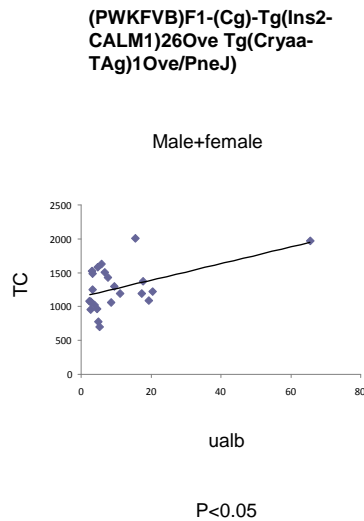 (PWKFVB)F1-(Cg)-Tg(Ins2-
CALM1)26Ove Tg(Cryaa-
TAg)1Ove/PneJ)
Male+female
2500
2000
1500
1000
500
0
TC
0 20 40 60 80
ualb
P<0.05